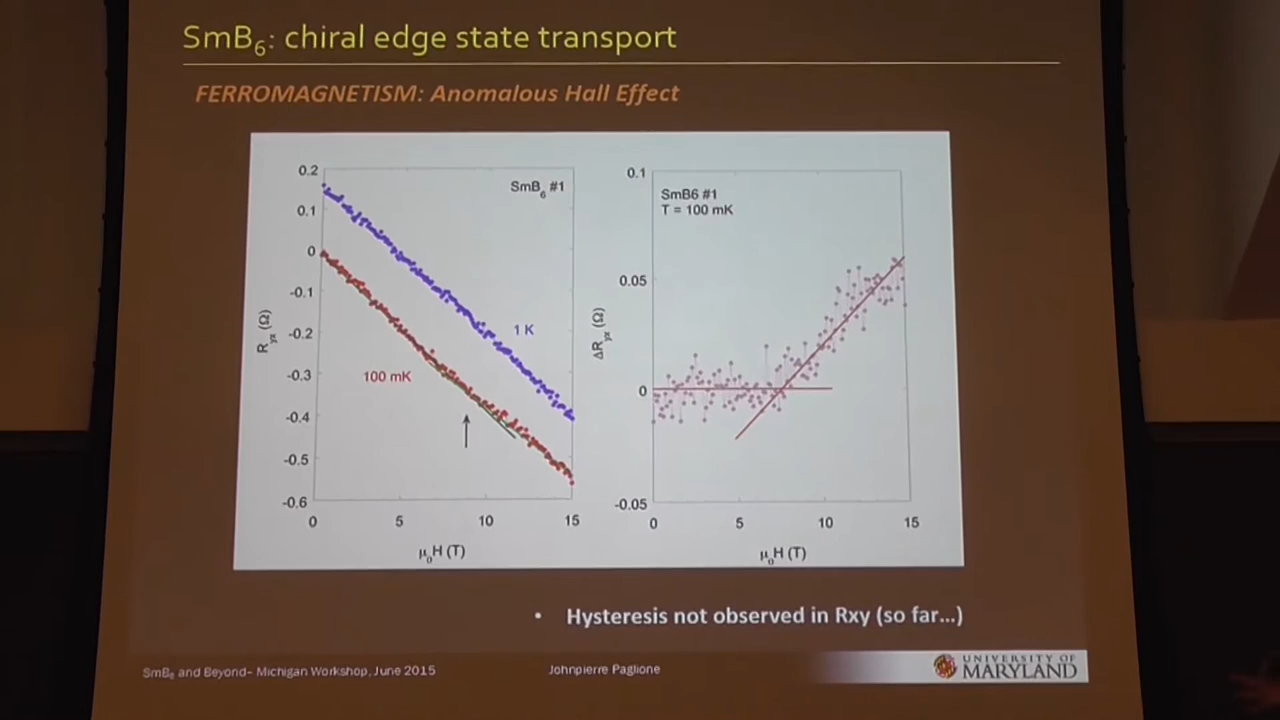 SmB₆: chiral edge state transport
FERROMAGNETISM: Anomalous Hall Effect
0.2
0.1
0
-0.1
-0.2
-0.3
-0.4
-0.5
-0.6
0
5
10
15
R_yx (Ω)
μ₀H (T)
SmB₆ #1
1 K
100 mK
0.1
0.05
0
-0.05
0
5
10
15
ΔR_yx (Ω)
μ₀H (T)
SmB6 #1
T = 100 mK
• Hysteresis not observed in Rxy (so far...)
SmB₆ and Beyond– Michigan Workshop, June 2015
Johnpierre Paglione
UNIVERSITY OF
MARYLAND